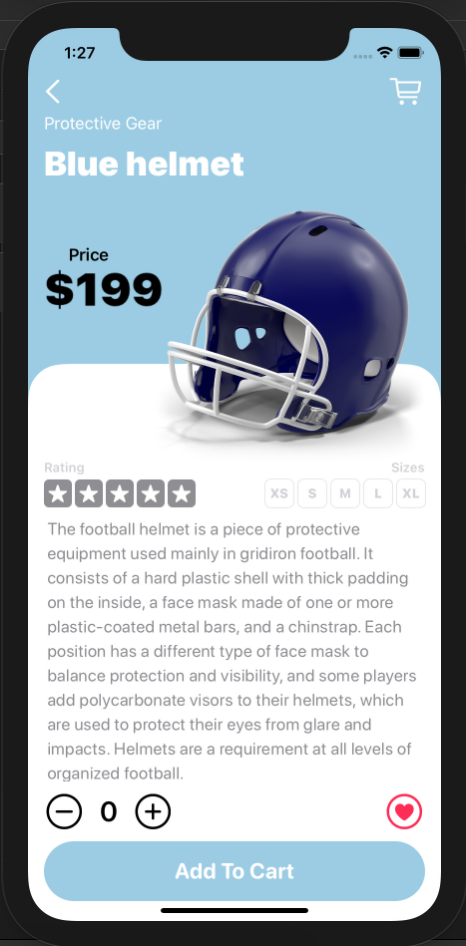 1:27
Protective Gear
Blue helmet
Price
$199
Rating
Sizes
XS S M L XL
The football helmet is a piece of protective
equipment used mainly in gridiron football. It
consists of a hard plastic shell with thick padding
on the inside, a face mask made of one or more
plastic-coated metal bars, and a chinstrap. Each
position has a different type of face mask to
balance protection and visibility, and some players
add polycarbonate visors to their helmets, which
are used to protect their eyes from glare and
impacts. Helmets are a requirement at all levels of
organized football.
0
Add To Cart